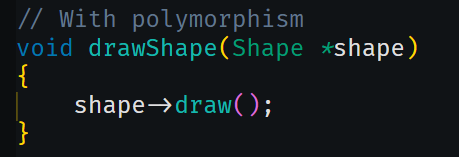 // With polymorphism
void drawShape(Shape *shape)
{
    shape->draw();
}